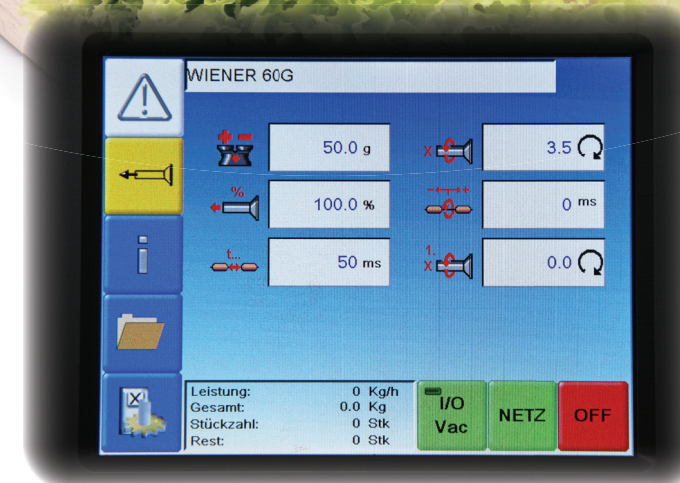 WIENER 60G
50.0 g
X
3.5
%
100.0 %
0 ms
t...
50 ms
1.
X
0.0
i
Leistung: 0 Kg/h
Gesamt: 0.0 Kg
Stückzahl: 0 Stk
Rest: 0 Stk
I/O
Vac
NETZ
OFF